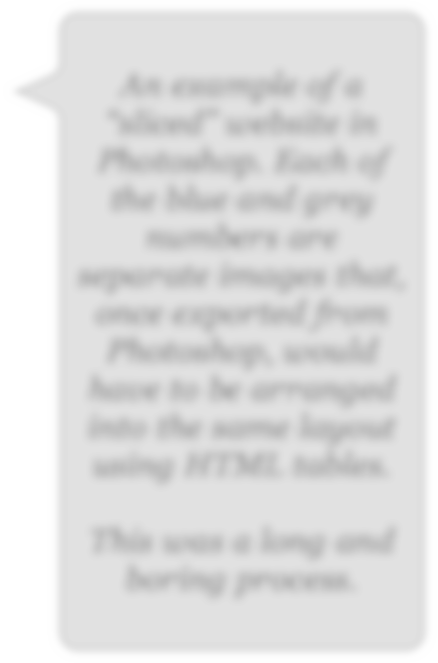 An example of a
“sliced” website in
Photoshop. Each of
the blue and grey
numbers are
separate images that,
once exported from
Photoshop, would
have to be arranged
into the same layout
using HTML tables.
This was a long and
boring process.